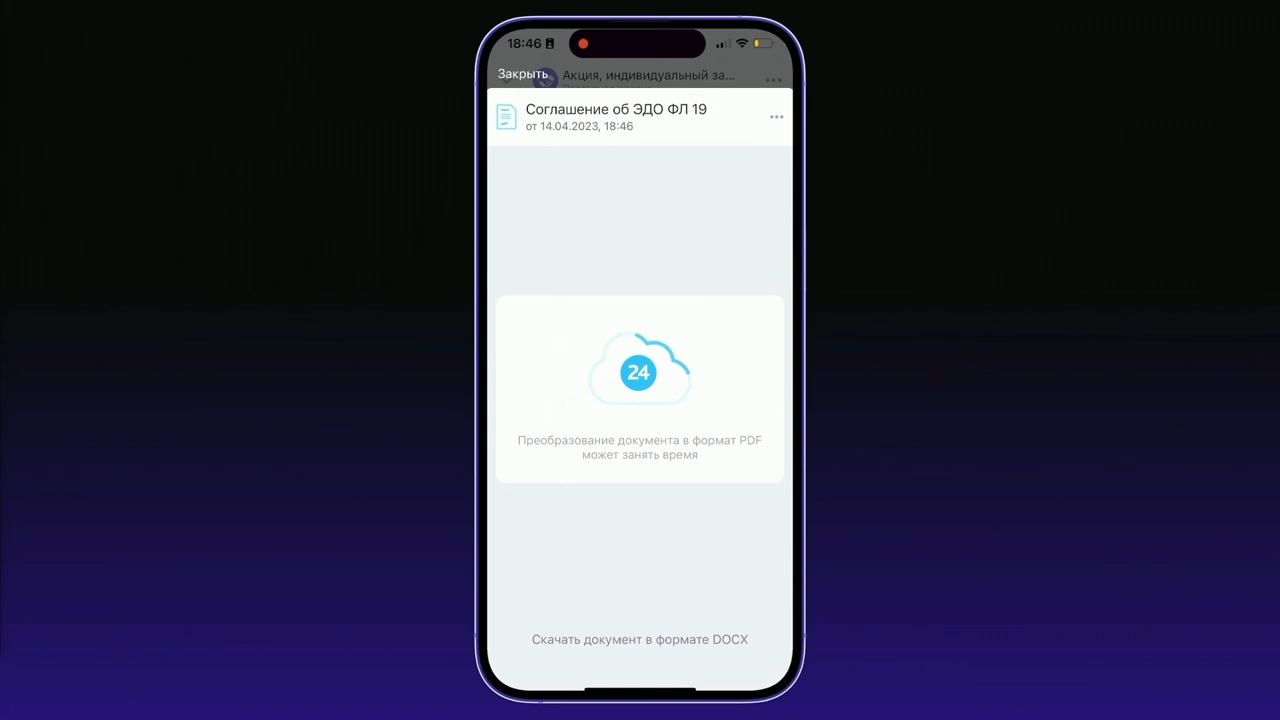 18:46
Закрыть
Акция, индивидуальный за...
Соглашение об ЭДО ФЛ 19
от 14.04.2023, 18:46
24
Преобразование документа в формат PDF
может занять время
Скачать документ в формате DOCX